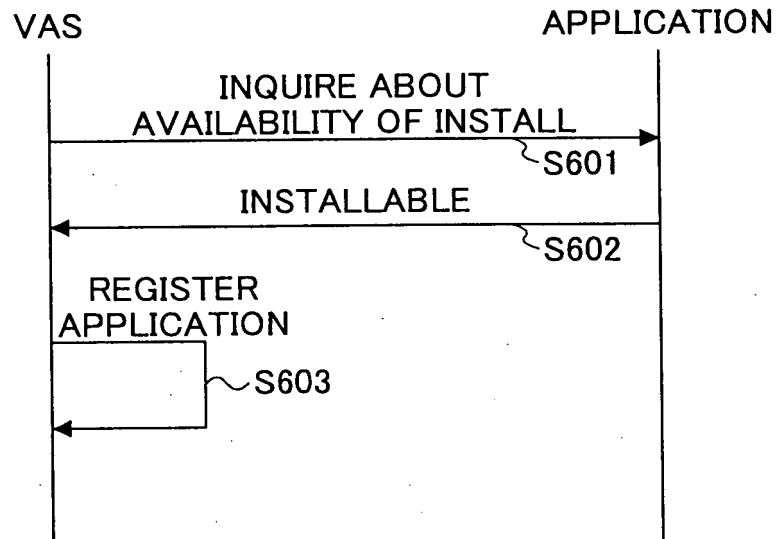 VAS
APPLICATION
INQUIRE ABOUT
AVAILABILITY OF INSTALL
S601
INSTALLABLE
S602
REGISTER
APPLICATION
S603